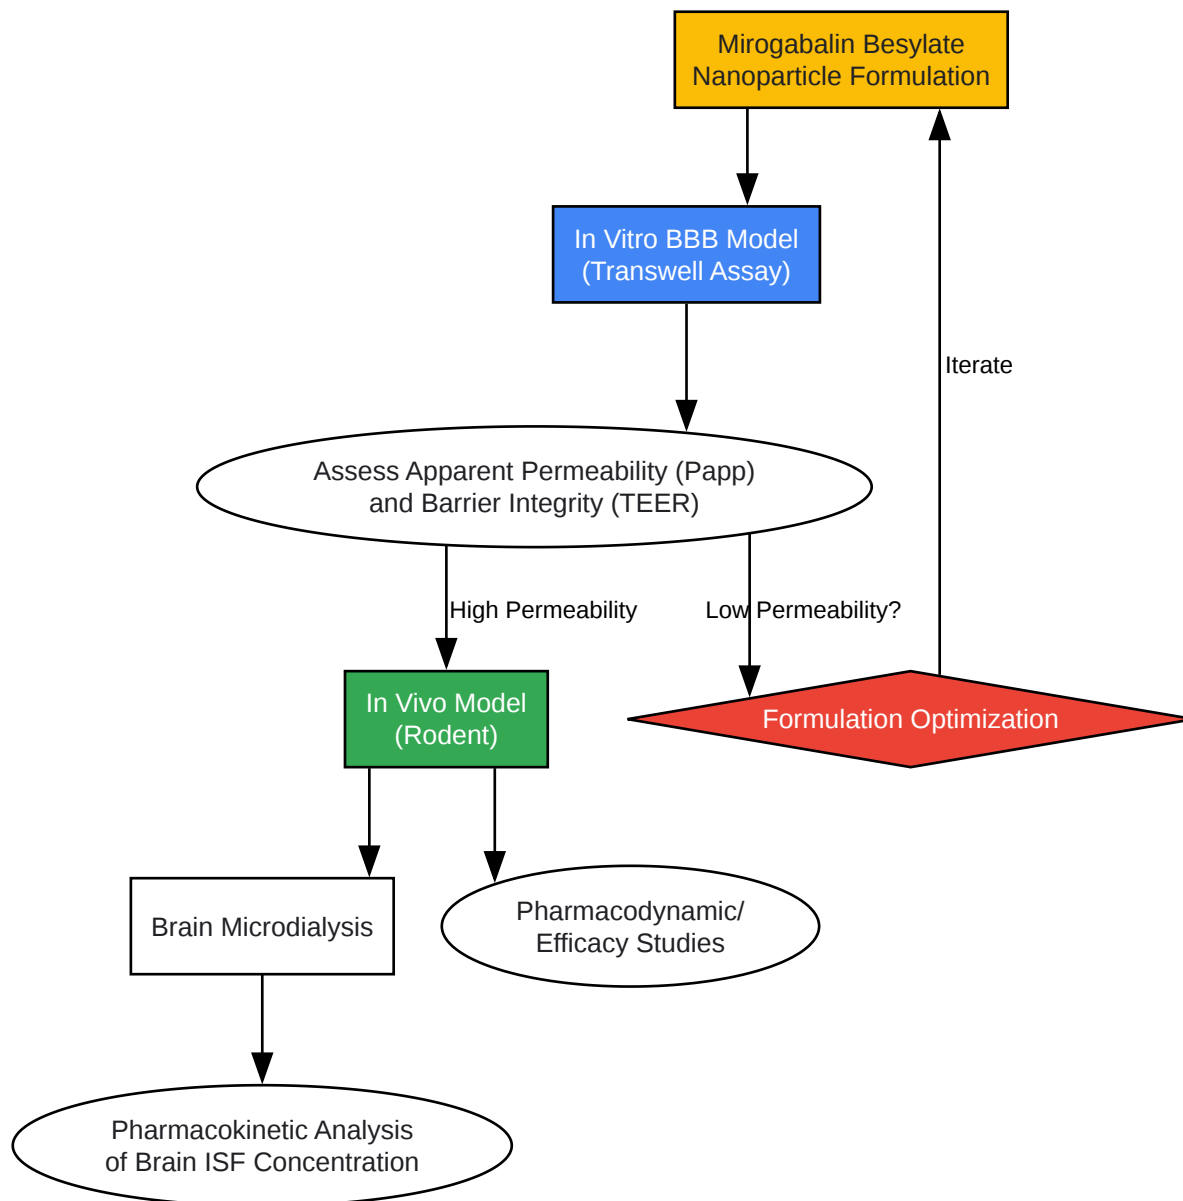 Mirogabalin Besylate
Nanoparticle Formulation
In Vitro BBB Model
(Transwell Assay)
Iterate
Assess Apparent Permeability (Papp)
and Barrier Integrity (TEER)
High Permeability
Low Permeability?
In Vivo Model
(Rodent)
Formulation Optimization
Brain Microdialysis
Pharmacodynamic/
Efficacy Studies
Pharmacokinetic Analysis
of Brain ISF Concentration